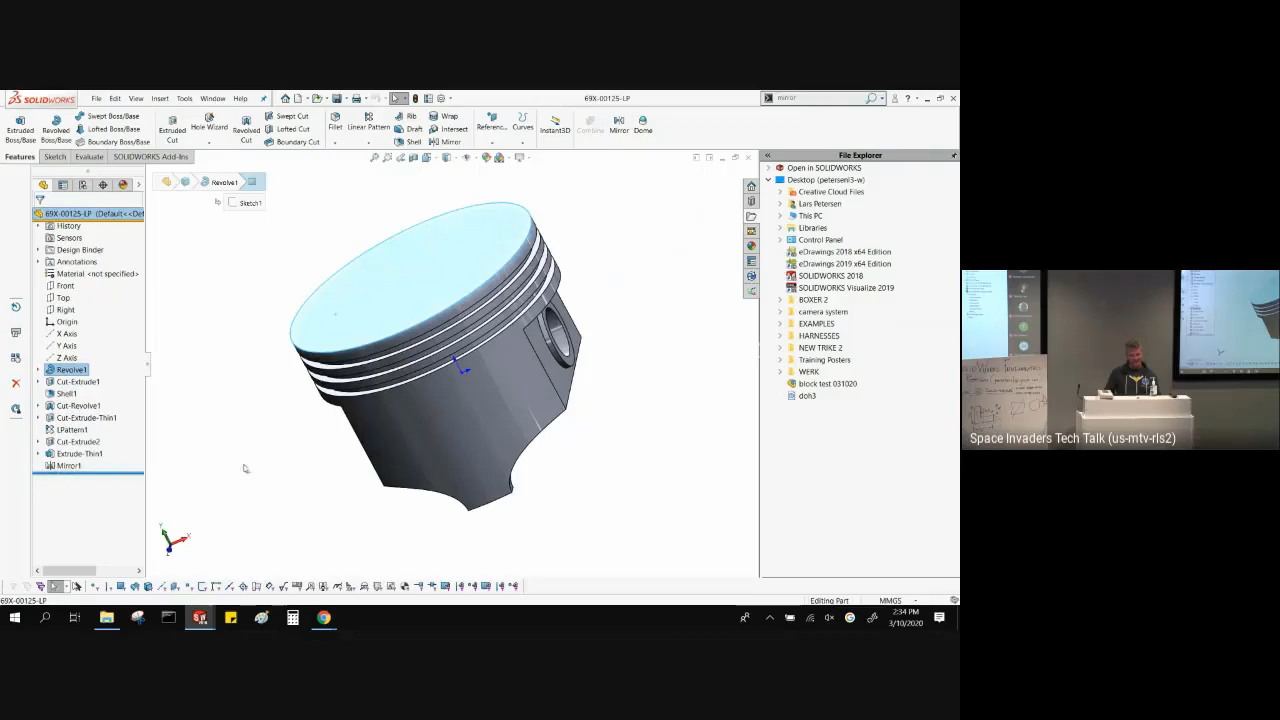 SOLIDWORKS File Edit View Insert Tools Window Help 69X-00125-LP mirror
Extruded Boss/Base Revolved Boss/Base Swept Boss/Base Lofted Boss/Base Boundary Boss/Base Extruded Cut Hole Wizard Revolved Cut Swept Cut Lofted Cut Boundary Cut Fillet Linear Pattern Rib Draft Shell Wrap Intersect Mirror Referenc... Curves Instant3D Combine Mirror Dome
Features Sketch Evaluate SOLIDWORKS Add-Ins
69X-00125-LP (Default<<Def
History
Sensors
Design Binder
Annotations
Material <not specified>
Front
Top
Right
Origin
X Axis
Y Axis
Z Axis
Revolve1
Cut-Extrude1
Shell1
Cut-Revolve1
Cut-Extrude-Thin1
LPattern1
Cut-Extrude2
Extrude-Thin1
Mirror1
Revolve1
Sketch1
Y X Z
File Explorer
Open in SOLIDWORKS
Desktop (petersenl3-w)
Creative Cloud Files
Lars Petersen
This PC
Libraries
Control Panel
eDrawings 2018 x64 Edition
eDrawings 2019 x64 Edition
SOLIDWORKS 2018
SOLIDWORKS Visualize 2019
BOXER 2
camera system
EXAMPLES
HARNESSES
NEW TRIKE 2
Training Posters
WERK
block test 031020
doh3
69X-00125-LP Editing Part MMGS
2:34 PM
3/10/2020
Space Invaders Tech Talk (us-mtv-rls2)